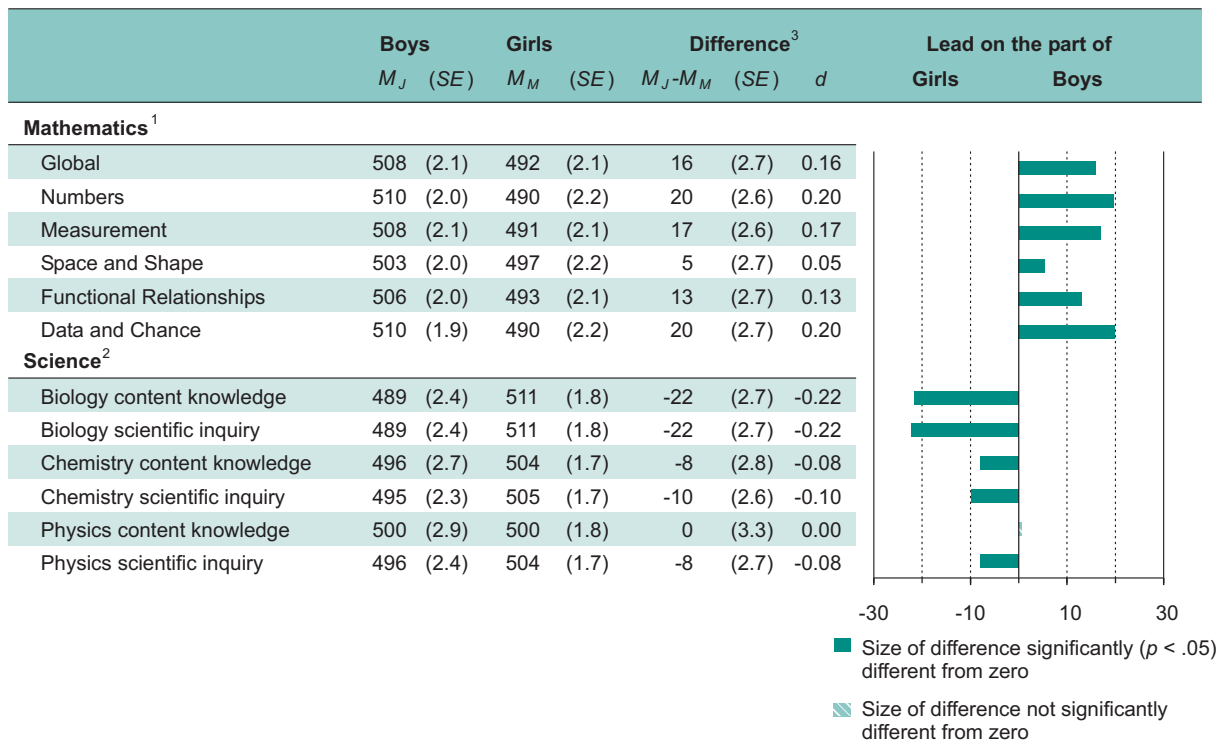 Boys Girls Difference3 Lead on the part of
MJ (SE) MM (SE) MJ-MM (SE) d Girls Boys
Mathematics1
Global 508 (2.1) 492 (2.1) 16 (2.7) 0.16
Numbers 510 (2.0) 490 (2.2) 20 (2.6) 0.20
Measurement 508 (2.1) 491 (2.1) 17 (2.6) 0.17
Space and Shape 503 (2.0) 497 (2.2) 5 (2.7) 0.05
Functional Relationships 506 (2.0) 493 (2.1) 13 (2.7) 0.13
Data and Chance 510 (1.9) 490 (2.2) 20 (2.7) 0.20
Science2
Biology content knowledge 489 (2.4) 511 (1.8) -22 (2.7) -0.22
Biology scientific inquiry 489 (2.4) 511 (1.8) -22 (2.7) -0.22
Chemistry content knowledge 496 (2.7) 504 (1.7) -8 (2.8) -0.08
Chemistry scientific inquiry 495 (2.3) 505 (1.7) -10 (2.6) -0.10
Physics content knowledge 500 (2.9) 500 (1.8) 0 (3.3) 0.00
Physics scientific inquiry 496 (2.4) 504 (1.7) -8 (2.7) -0.08
-30 -10 10 30
Size of difference significantly (p < .05)
different from zero
Size of difference not significantly
different from zero